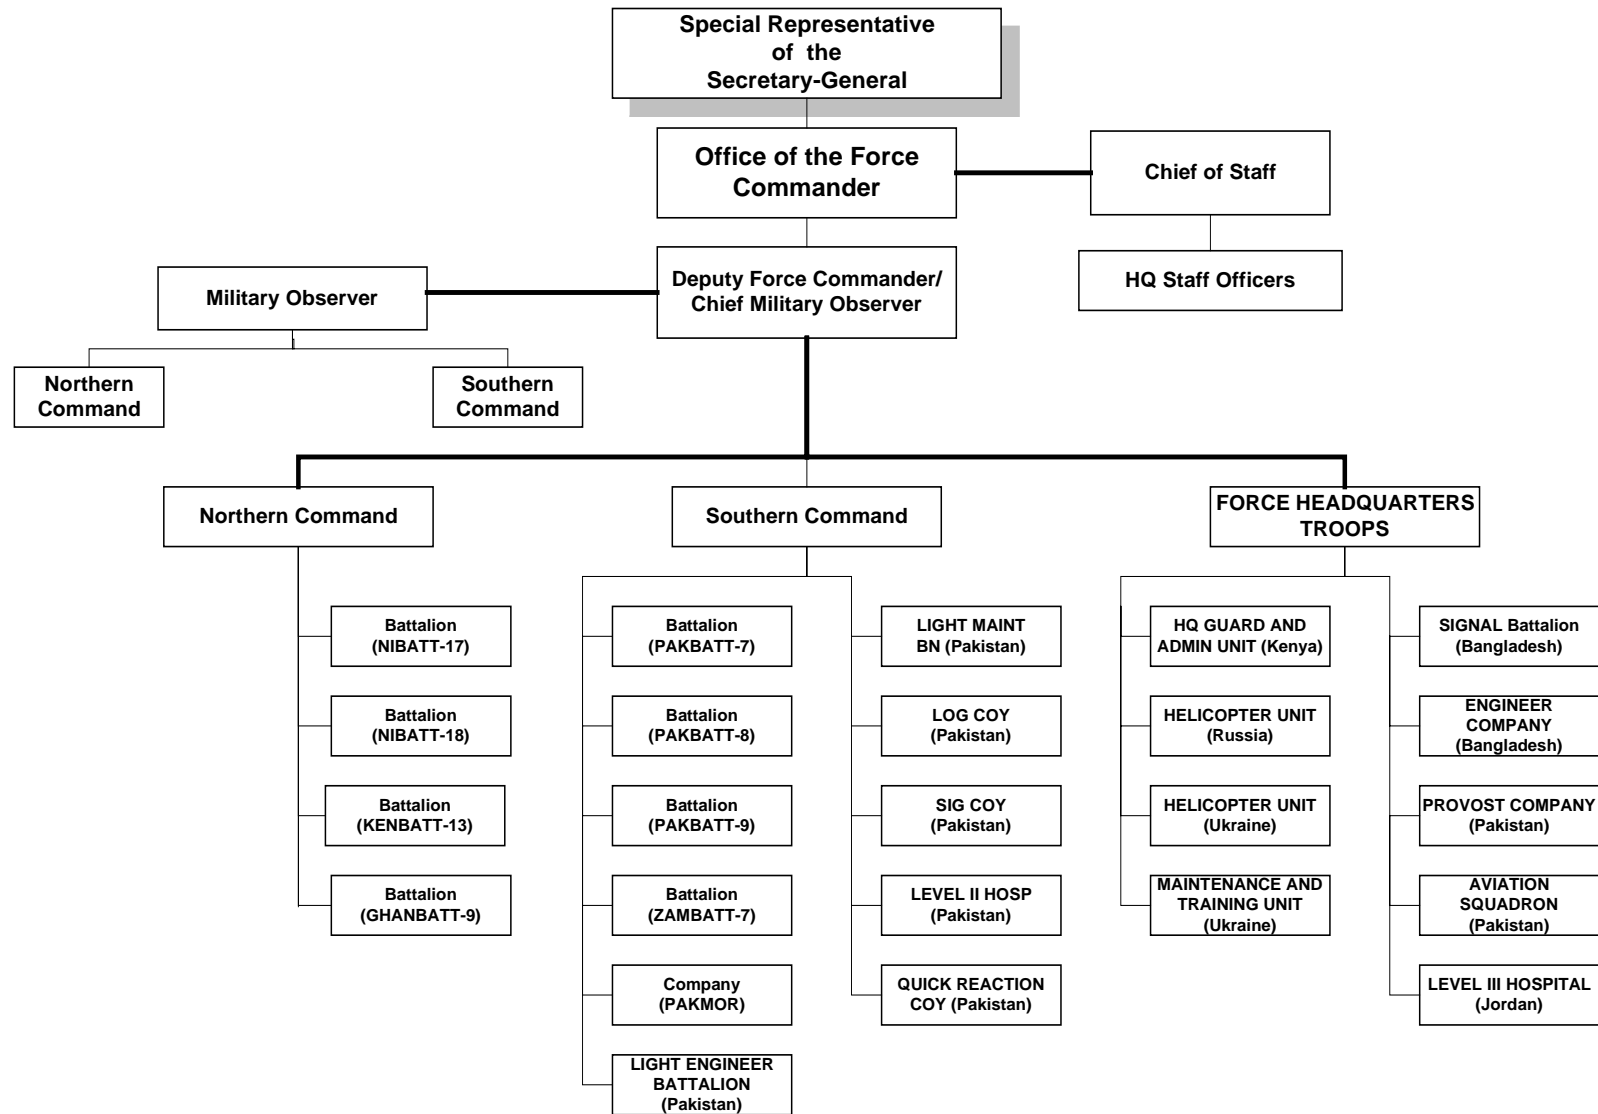 Special Representative
of the
Secretary-General
Office of the Force
Commander
Chief of Staff
HQ Staff Officers
Deputy Force Commander/
Chief Military Observer
Military Observer
Northern
Command
Southern
Command
Northern Command
Southern Command
FORCE HEADQUARTERS
TROOPS
Battalion
(NIBATT-17)
Battalion
(NIBATT-18)
Battalion
(KENBATT-13)
Battalion
(GHANBATT-9)
Battalion
(PAKBATT-7)
Battalion
(PAKBATT-8)
Battalion
(PAKBATT-9)
Battalion
(ZAMBATT-7)
Company
(PAKMOR)
LIGHT ENGINEER
BATTALION
(Pakistan)
LIGHT MAINT
BN (Pakistan)
LOG COY
(Pakistan)
SIG COY
(Pakistan)
LEVEL II HOSP
(Pakistan)
QUICK REACTION
COY (Pakistan)
HQ GUARD AND
ADMIN UNIT (Kenya)
HELICOPTER UNIT
(Russia)
HELICOPTER UNIT
(Ukraine)
MAINTENANCE AND
TRAINING UNIT
(Ukraine)
SIGNAL Battalion
(Bangladesh)
ENGINEER
COMPANY
(Bangladesh)
PROVOST COMPANY
(Pakistan)
AVIATION
SQUADRON
(Pakistan)
LEVEL III HOSPITAL
(Jordan)